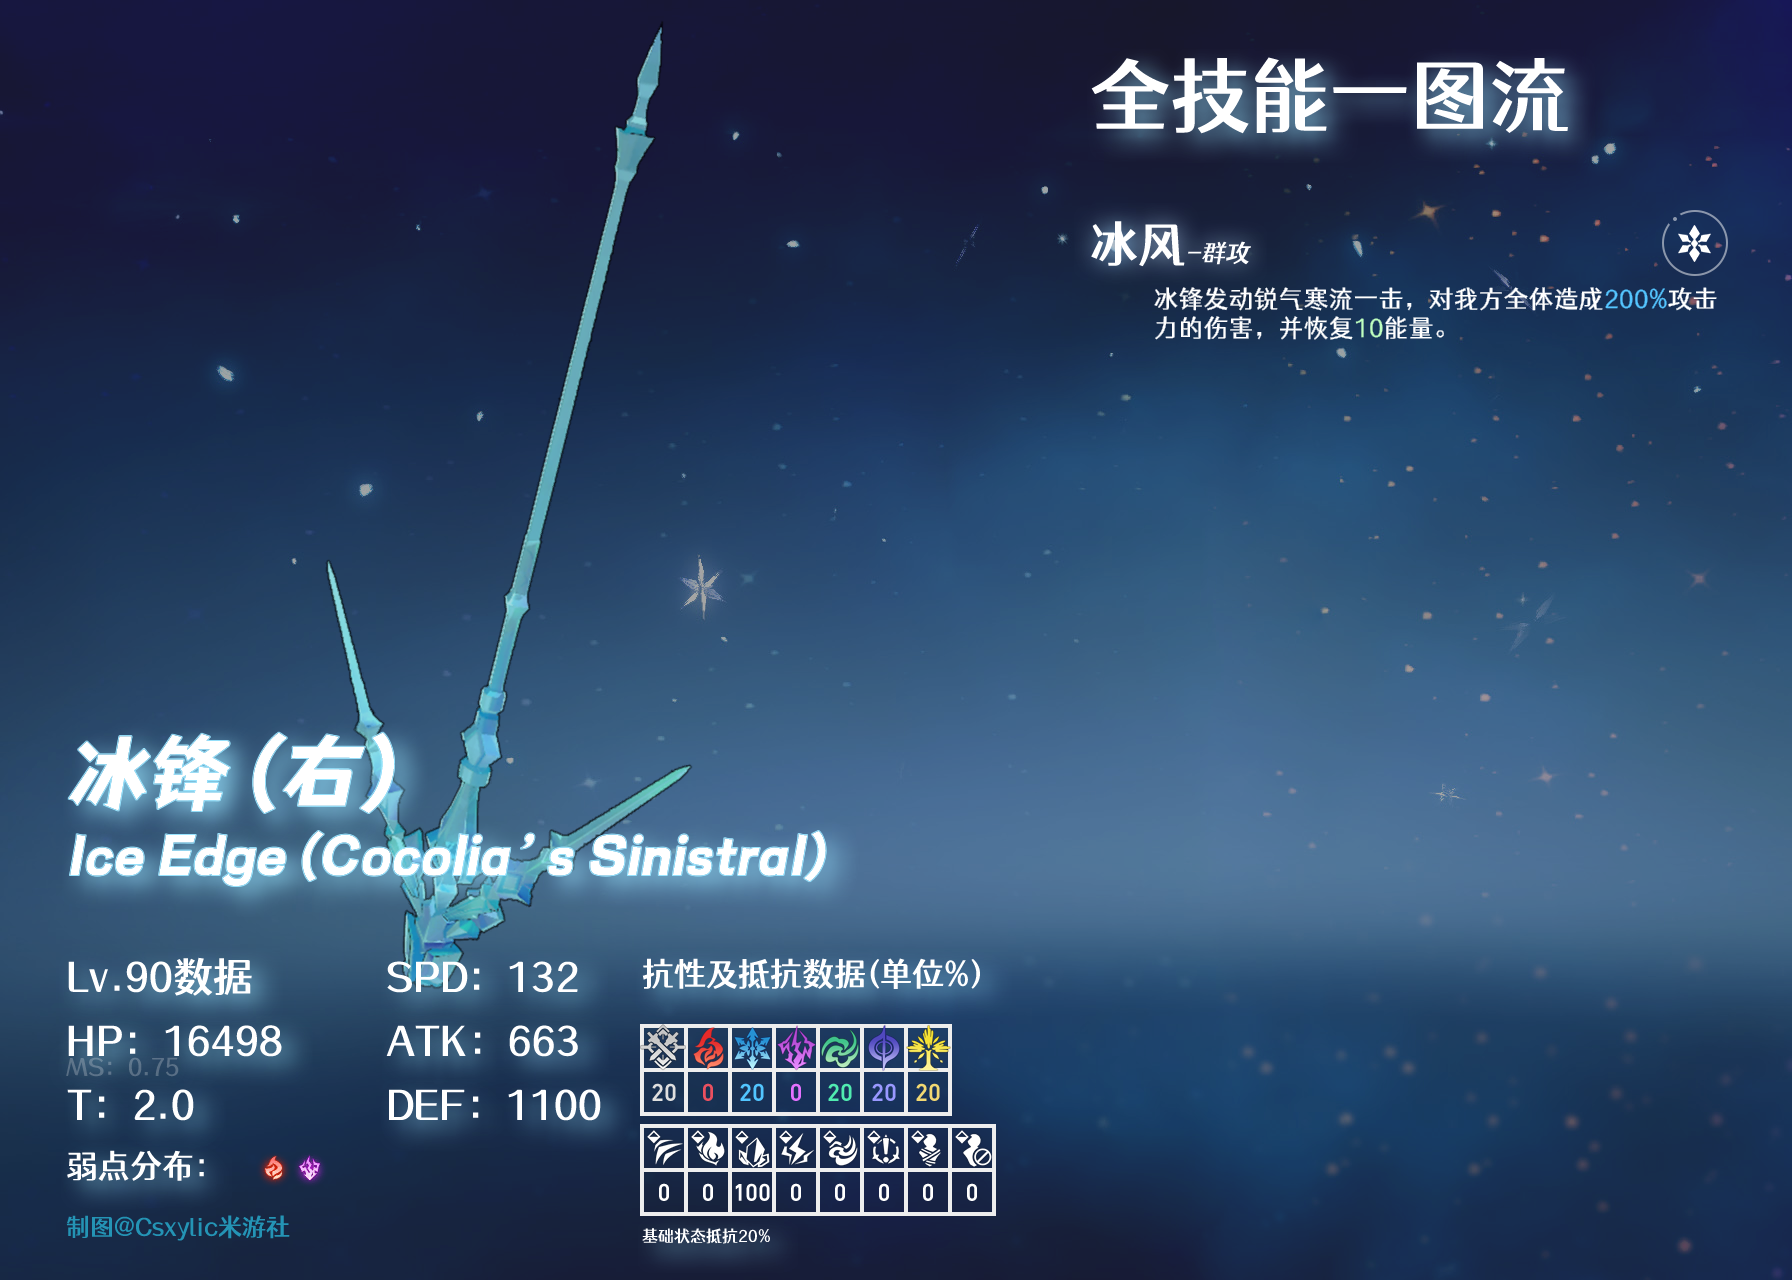 全技能一图流
冰风-群攻
冰锋发动锐气寒流一击，对我方全体造成200%攻击
力的伤害，并恢复10能量。
冰锋（右）
Ice Edge (Cocolia’s Sinistral)
Lv.90数据
SPD：132
HP：16498
ATK：663
MS：0.75
T：2.0
DEF：1100
弱点分布：
制图@Csxylic米游社
抗性及抵抗数据(单位%)
20 0 20 0 20 20 20
0 0 100 0 0 0 0 0
基础状态抵抗20%